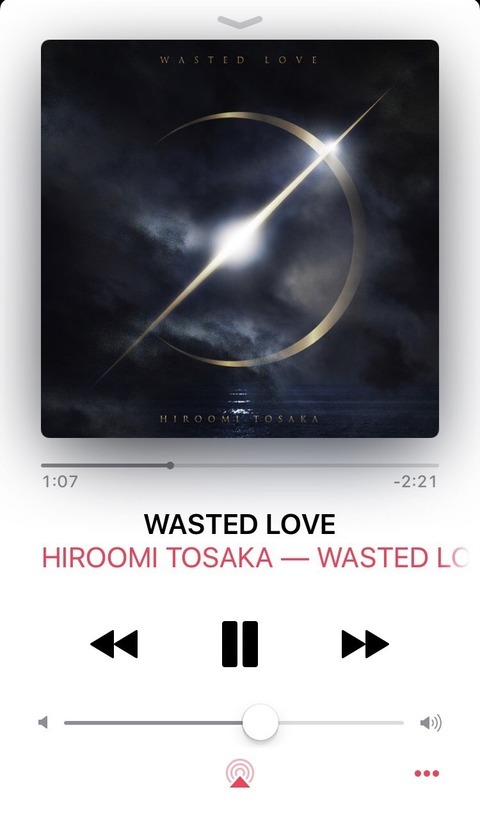 WASTED LOVE
HIROOMI TOSAKA
1:07
-2:21
WASTED LOVE
HIROOMI TOSAKA — WASTED LO